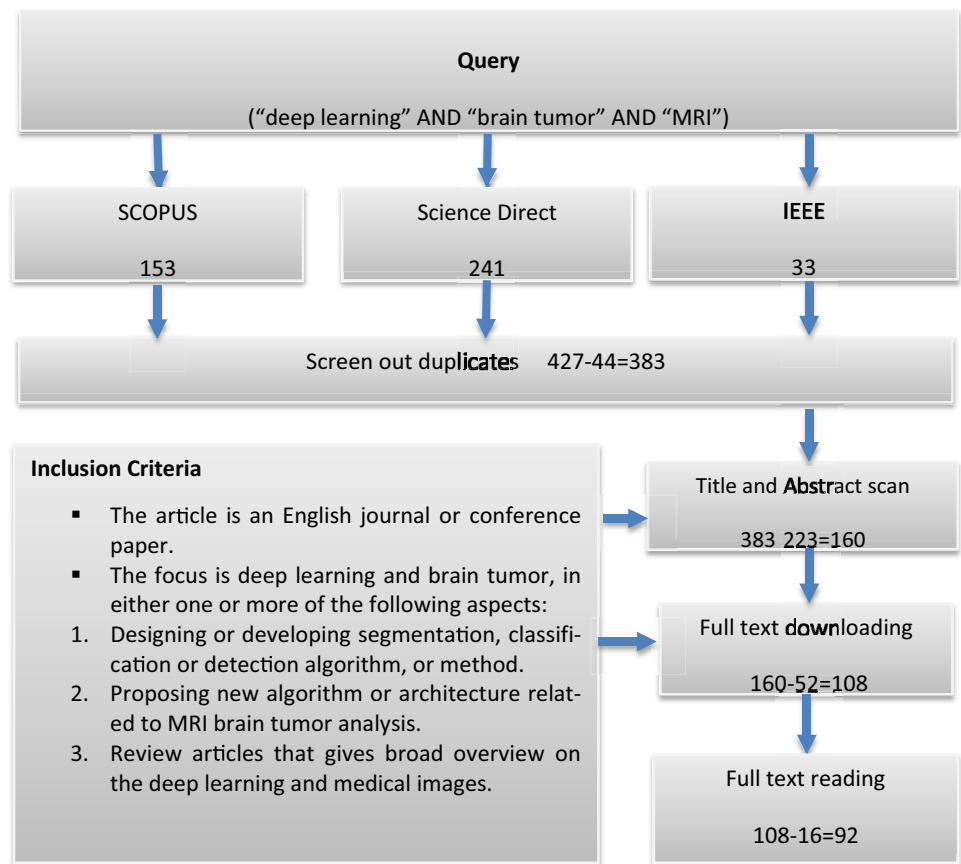 Query
(“deep learning” AND “brain tumor” AND “MRI”)
SCOPUS
153
Science Direct
241
IEEE
33
Screen out duplicates 427-44=383
Inclusion Criteria
▪ The article is an English journal or conference
paper.
▪ The focus is deep learning and brain tumor, in
either one or more of the following aspects:
1. Designing or developing segmentation, classifi-
cation or detection algorithm, or method.
2. Proposing new algorithm or architecture relat-
ed to MRI brain tumor analysis.
3. Review articles that gives broad overview on
the deep learning and medical images.
Title and Abstract scan
383 223=160
Full text downloading
160-52=108
Full text reading
108-16=92